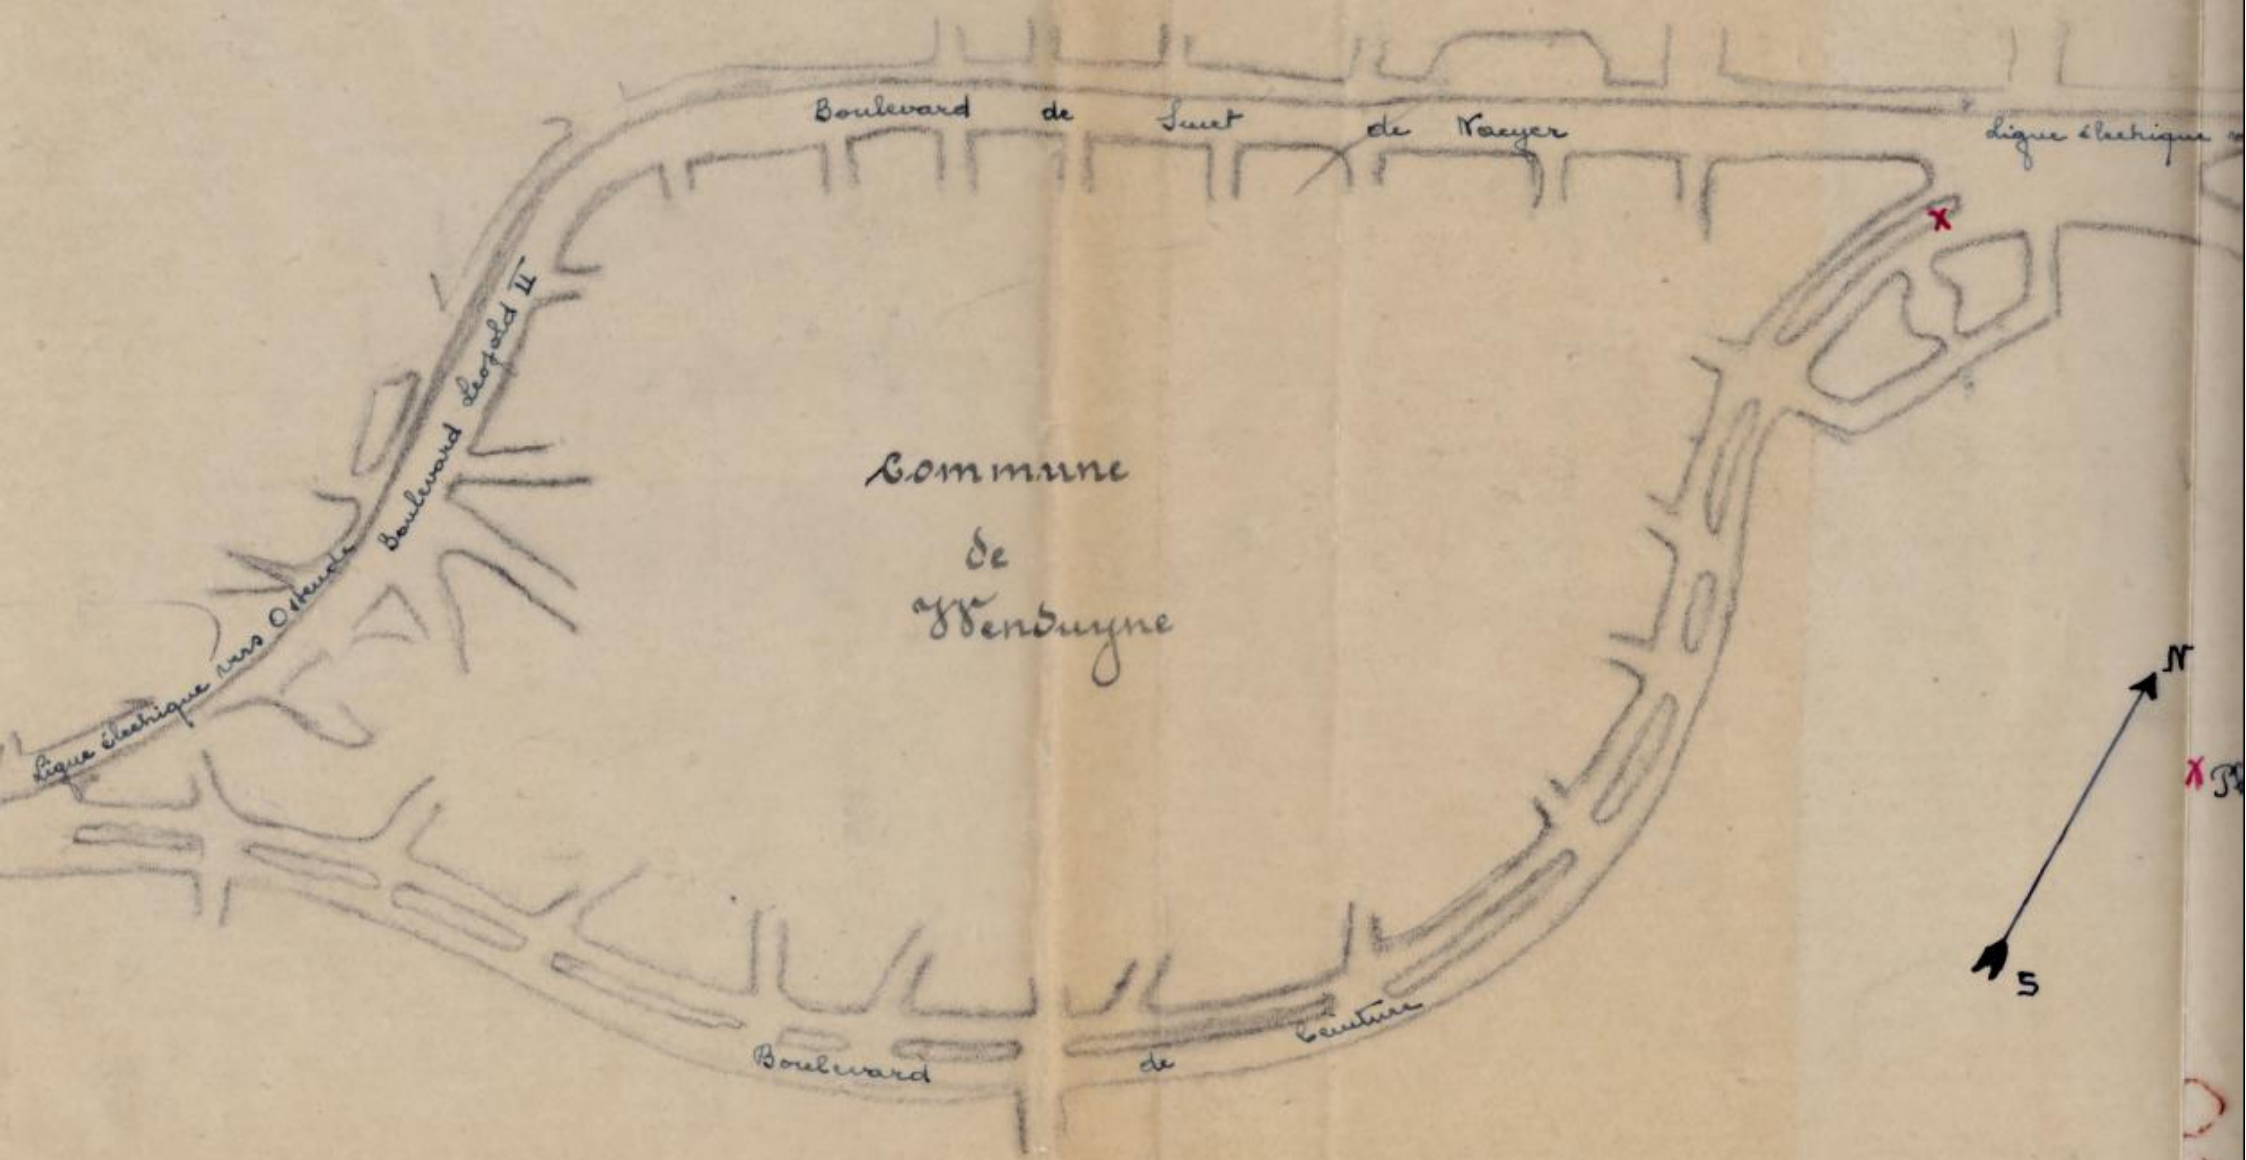 Boulevard de Smet de Naeyer
Ligne électrique
Boulevard Leopold II
Ligne électrique vers Ostende
Commune
de
Wenduyne
N
S
X
X
Boulevard de Ceinture